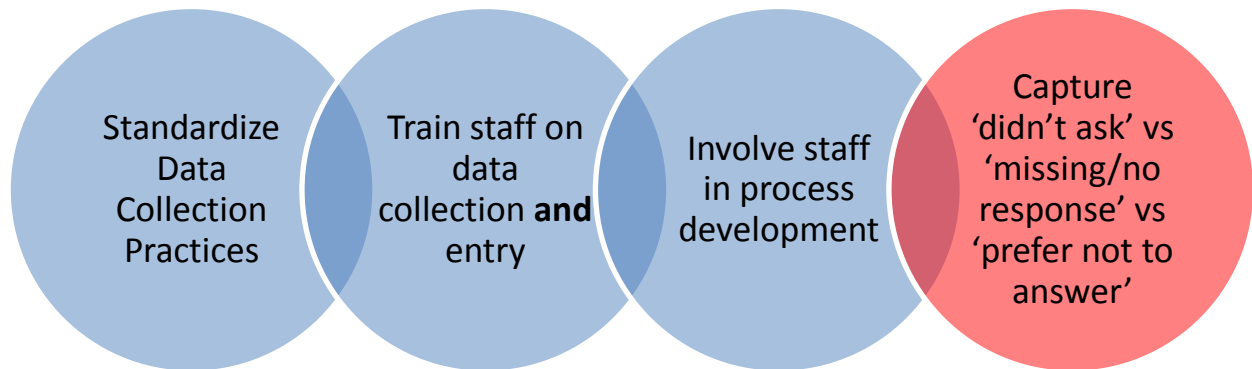 Standardize
Data
Collection
Practices
Train staff on
data
collection and
entry
Involve staff
in process
development
Capture
‘didn’t ask’ vs
‘missing/no
response’ vs
‘prefer not to
answer’